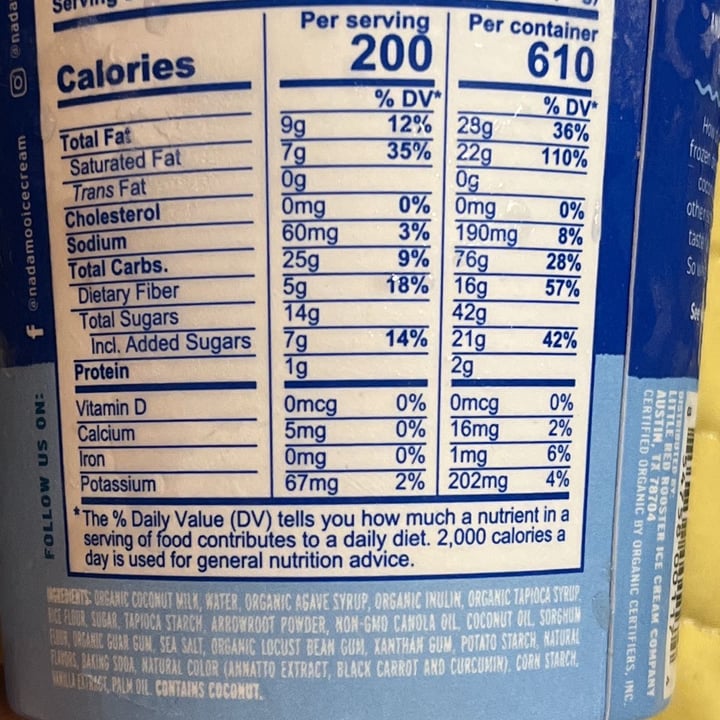 Per serving Per container
Calories 200 610
% DV* % DV*
Total Fat 9g 12% 28g 36%
Saturated Fat 7g 35% 22g 110%
Trans Fat 0g 0g
Cholesterol 0mg 0% 0mg 0%
Sodium 60mg 3% 190mg 8%
Total Carbs. 25g 9% 76g 28%
Dietary Fiber 5g 18% 16g 57%
Total Sugars 14g 42g
Incl. Added Sugars 7g 14% 21g 42%
Protein 1g 2g
Vitamin D 0mcg 0% 0mcg 0%
Calcium 5mg 0% 16mg 2%
Iron 0mg 0% 1mg 6%
Potassium 67mg 2% 202mg 4%
*The % Daily Value (DV) tells you how much a nutrient in a
serving of food contributes to a daily diet. 2,000 calories a
day is used for general nutrition advice.
INGREDIENTS: ORGANIC COCONUT MILK, WATER, ORGANIC AGAVE SYRUP, ORGANIC INULIN, ORGANIC TAPIOCA SYRUP,
RICE FLOUR, SUGAR, TAPIOCA STARCH, ARROWROOT POWDER, NON-GMO CANOLA OIL, COCONUT OIL, SORGHUM
FLOUR, ORGANIC GUAR GUM, SEA SALT, ORGANIC LOCUST BEAN GUM, XANTHAN GUM, POTATO STARCH, NATURAL
FLAVORS, BAKING SODA, NATURAL COLOR (ANNATTO EXTRACT, BLACK CARROT AND CURCUMIN), CORN STARCH,
VANILLA EXTRACT, PALM OIL. CONTAINS COCONUT.
FOLLOW US ON:
f @nadamooicecream
@nada
DISTRIBUTED BY
LITTLE RED ROOSTER ICE CREAM COMPANY
AUSTIN, TX 78704
CERTIFIED ORGANIC BY ORGANIC CERTIFIERS, INC.
frozen
So